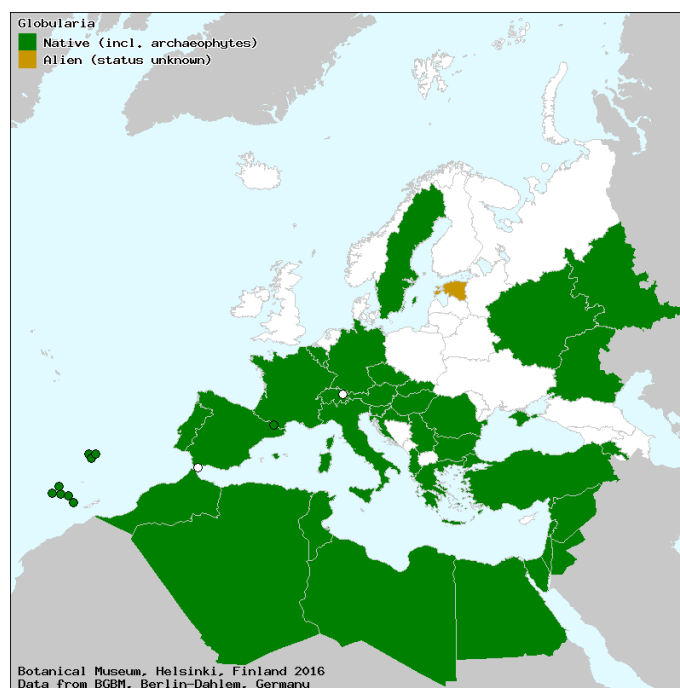 Globularia
Native (incl. archaeophytes)
Alien (status unknown)
Botanical Museum, Helsinki, Finland 2016
Data from BGBM, Berlin-Dahlem, Germany